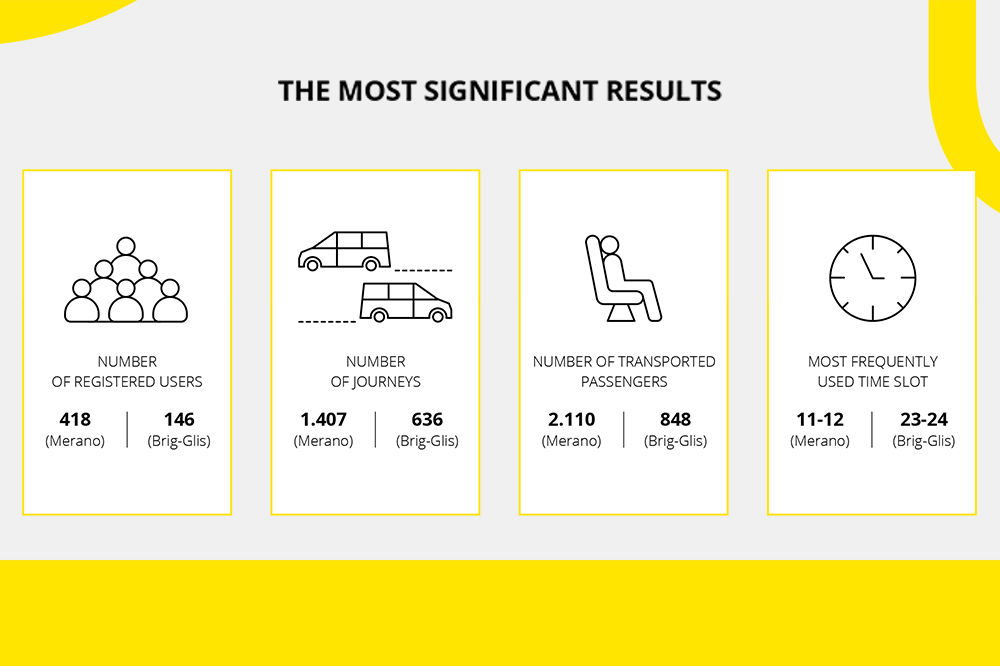 THE MOST SIGNIFICANT RESULTS
NUMBER
OF REGISTERED USERS
418
(Merano)
146
(Brig-Glis)
NUMBER
OF JOURNEYS
1.407
(Merano)
636
(Brig-Glis)
NUMBER OF TRANSPORTED
PASSENGERS
2.110
(Merano)
848
(Brig-Glis)
MOST FREQUENTLY
USED TIME SLOT
11-12
(Merano)
23-24
(Brig-Glis)